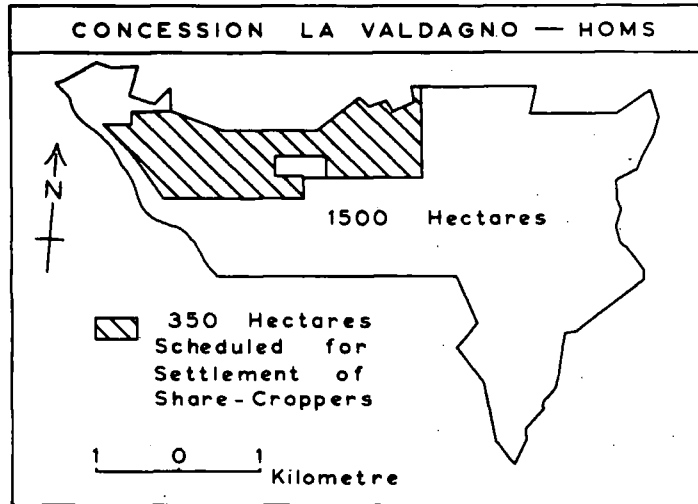 CONCESSION LA VALDAGNO — HOMS
N
1500 Hectares
350 Hectares
Scheduled for
Settlement of
Share-Croppers
1 0 1
Kilometre